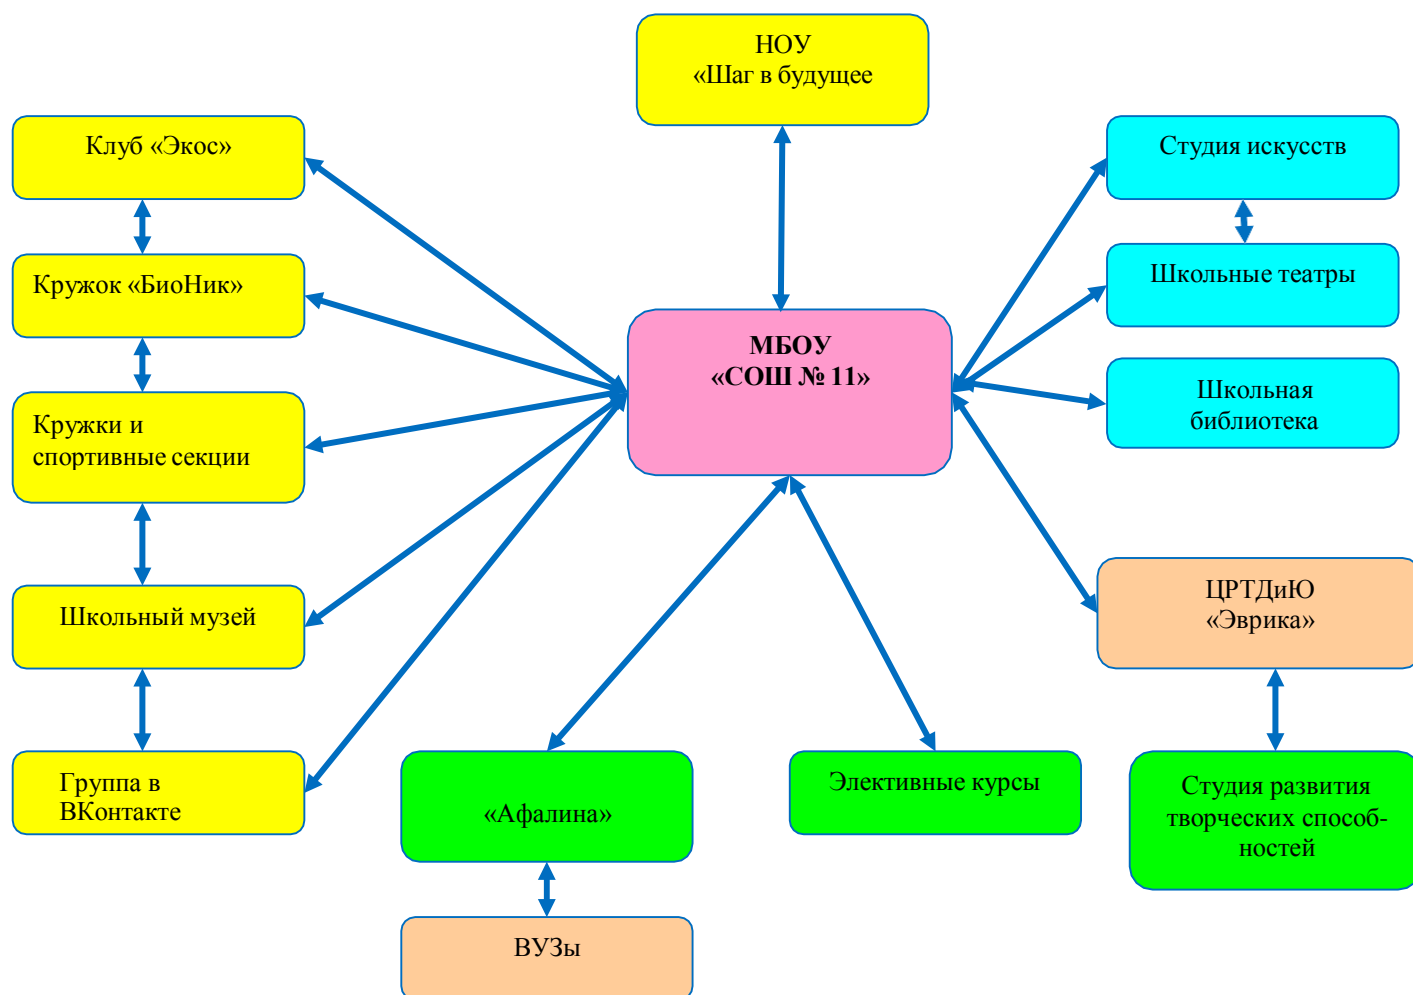 НОУ
«Шаг в будущее
Клуб «Экос»
Студия искусств
Кружок «БиоНик»
Школьные театры
МБОУ
«СОШ № 11»
Школьная
библиотека
Кружки и
спортивные секции
ЦРТДиЮ
«Эврика»
Школьный музей
Группа в
ВКонтакте
«Афалина»
Элективные курсы
Студия развития
творческих способ-
ностей
ВУЗы